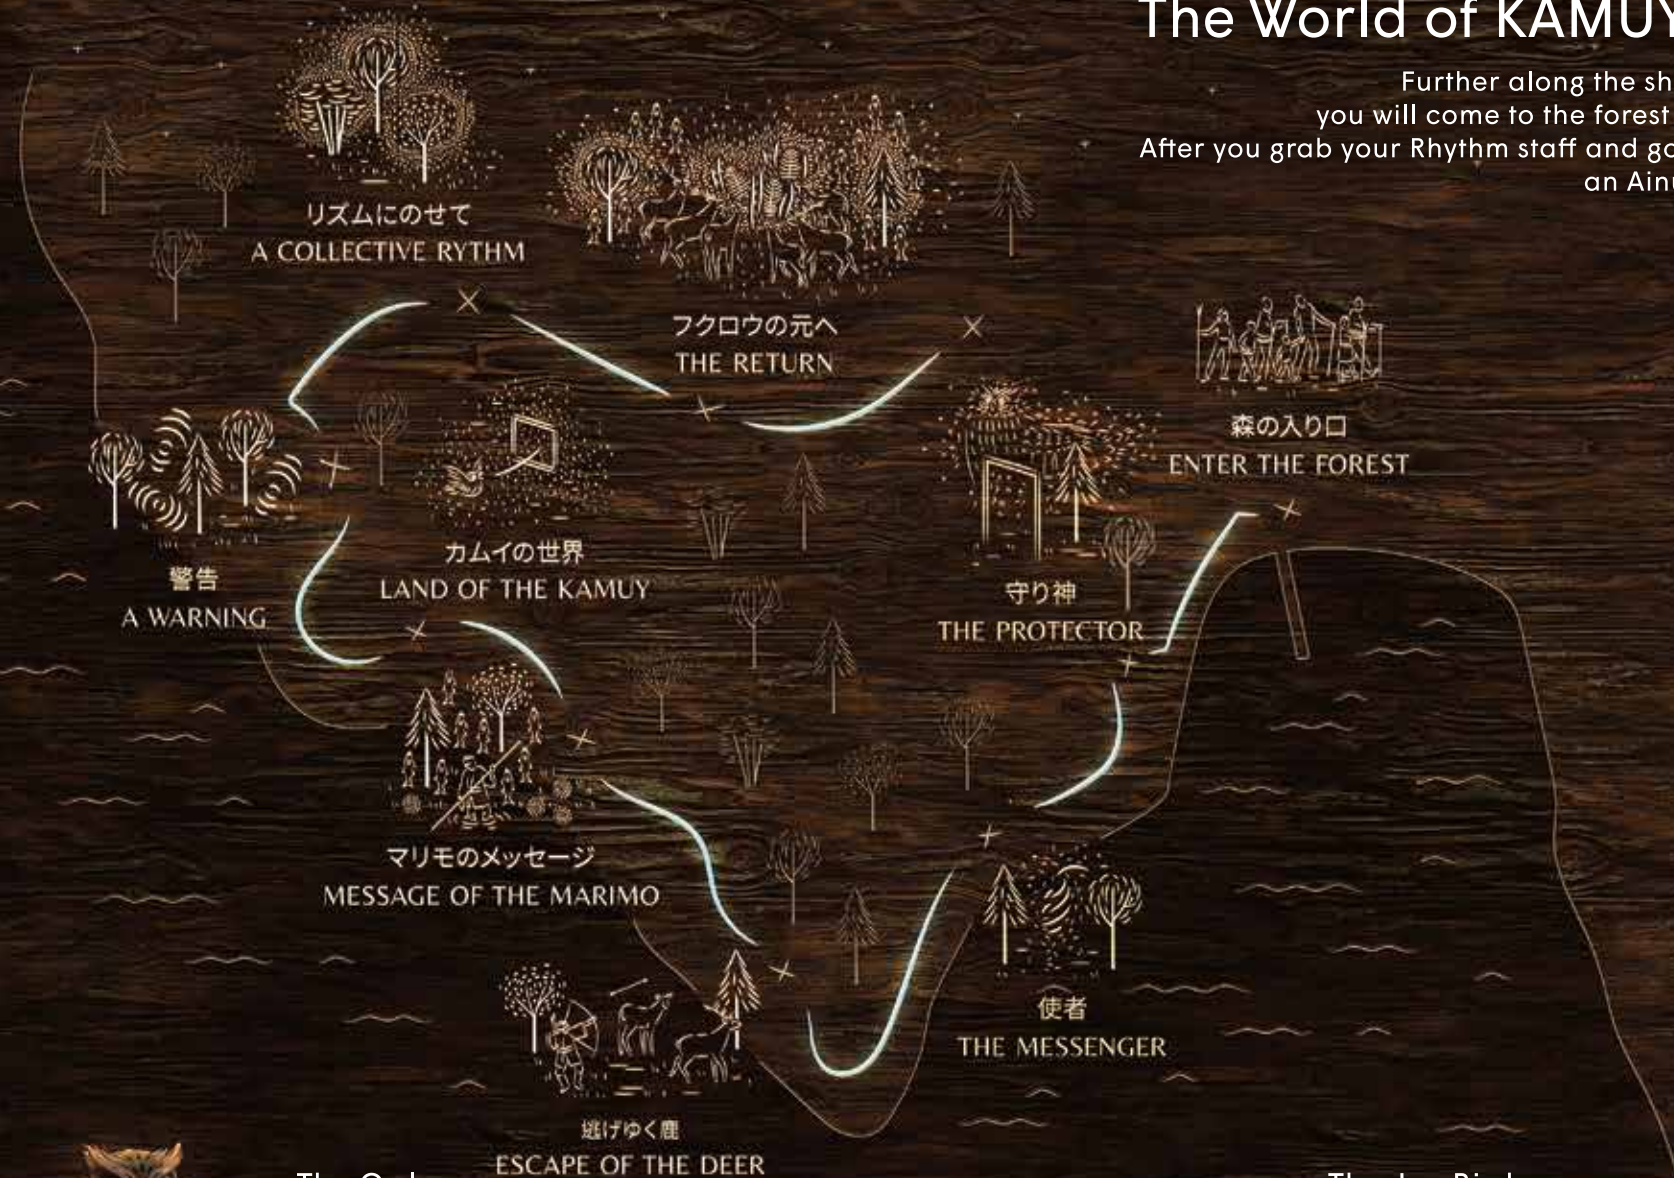 The World of KAMUY
Further along the sh
you will come to the forest
After you grab your Rhythm staff and go
an Ainu
リズムにのせて
A COLLECTIVE RYTHM
フクロウの元へ
THE RETURN
森の入り口
ENTER THE FOREST
カムイの世界
LAND OF THE KAMUY
警告
A WARNING
守り神
THE PROTECTOR
マリモのメッセージ
MESSAGE OF THE MARIMO
使者
THE MESSENGER
逃げゆく鹿
ESCAPE OF THE DEER